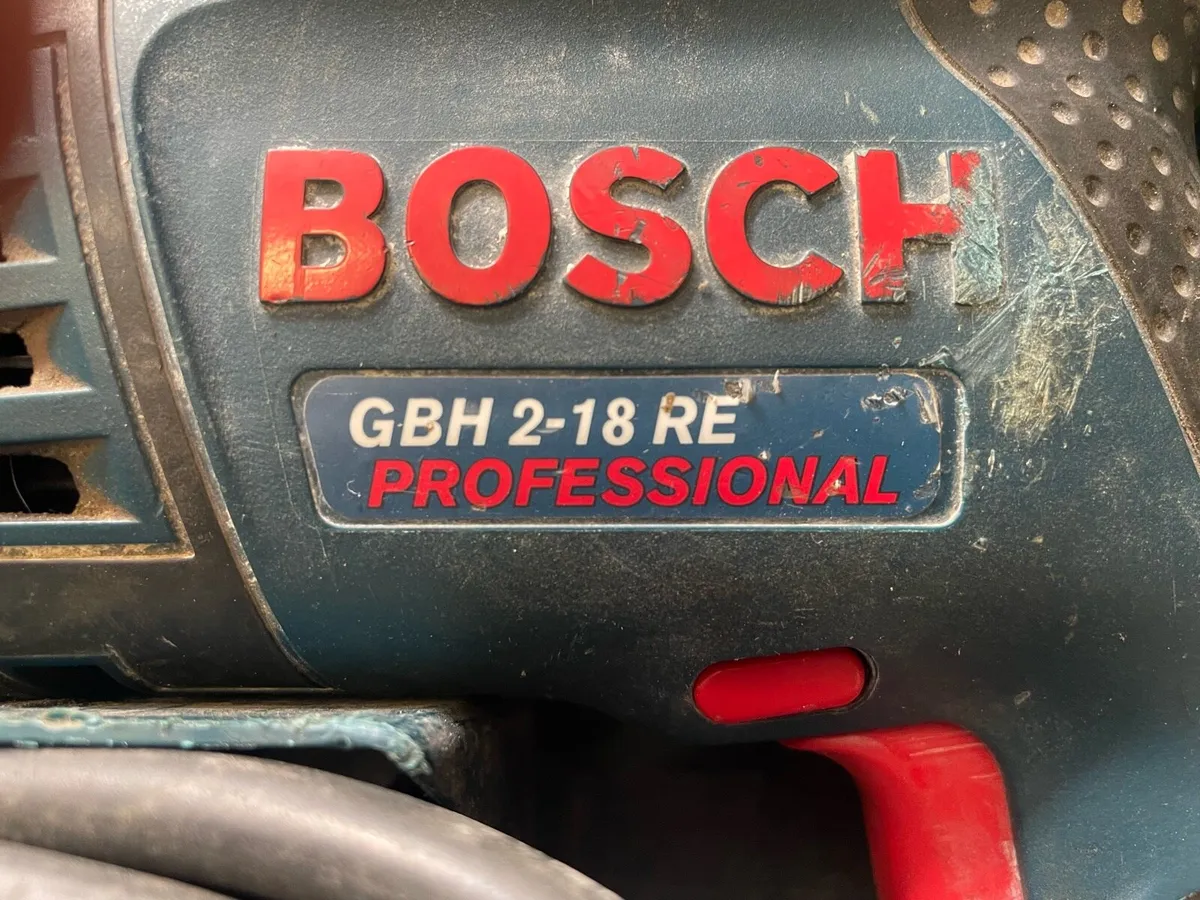 BOSCH
GBH 2-18 RE
PROFESSIONAL